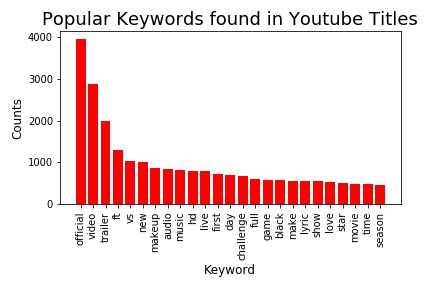 Popular Keywords found in Youtube Titles
4000
3000
2000
1000
0
Counts
official
video
trailer
ft
vs
new
makeup
audio
music
hd
live
first
day
challenge
full
game
black
make
lyric
show
love
star
movie
time
season
Keyword